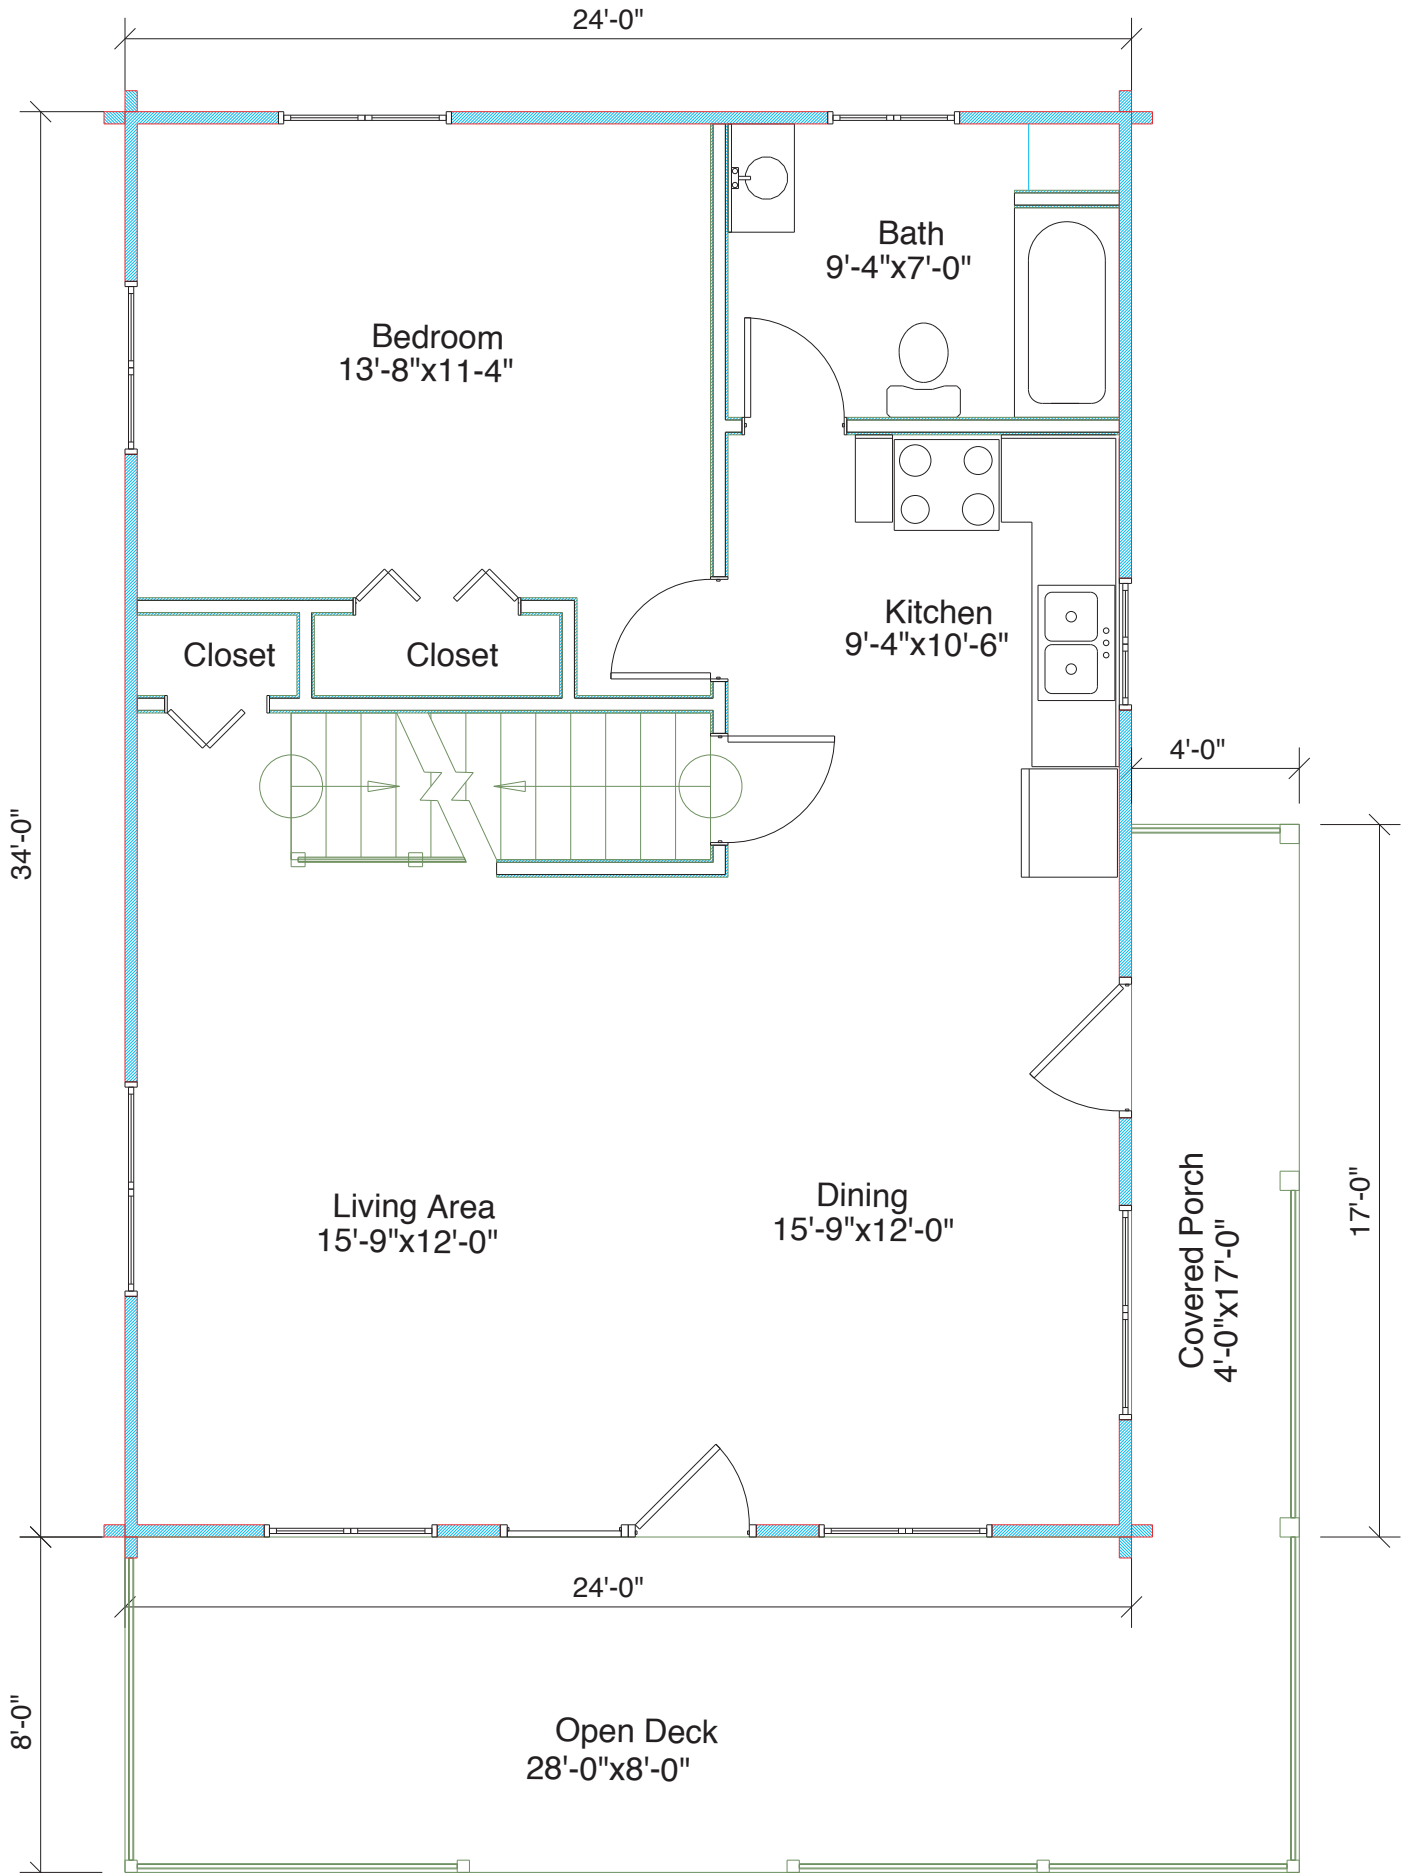 24'-0"
Bath
9'-4"x7'-0"
Bedroom
13'-8"x11-4"
Kitchen
9'-4"x10'-6"
Closet
Closet
4'-0"
34'-0"
Living Area
15'-9"x12'-0"
Dining
15'-9"x12'-0"
Covered Porch
4'-0"x17'-0"
17'-0"
24'-0"
8'-0"
Open Deck
28'-0"x8'-0"